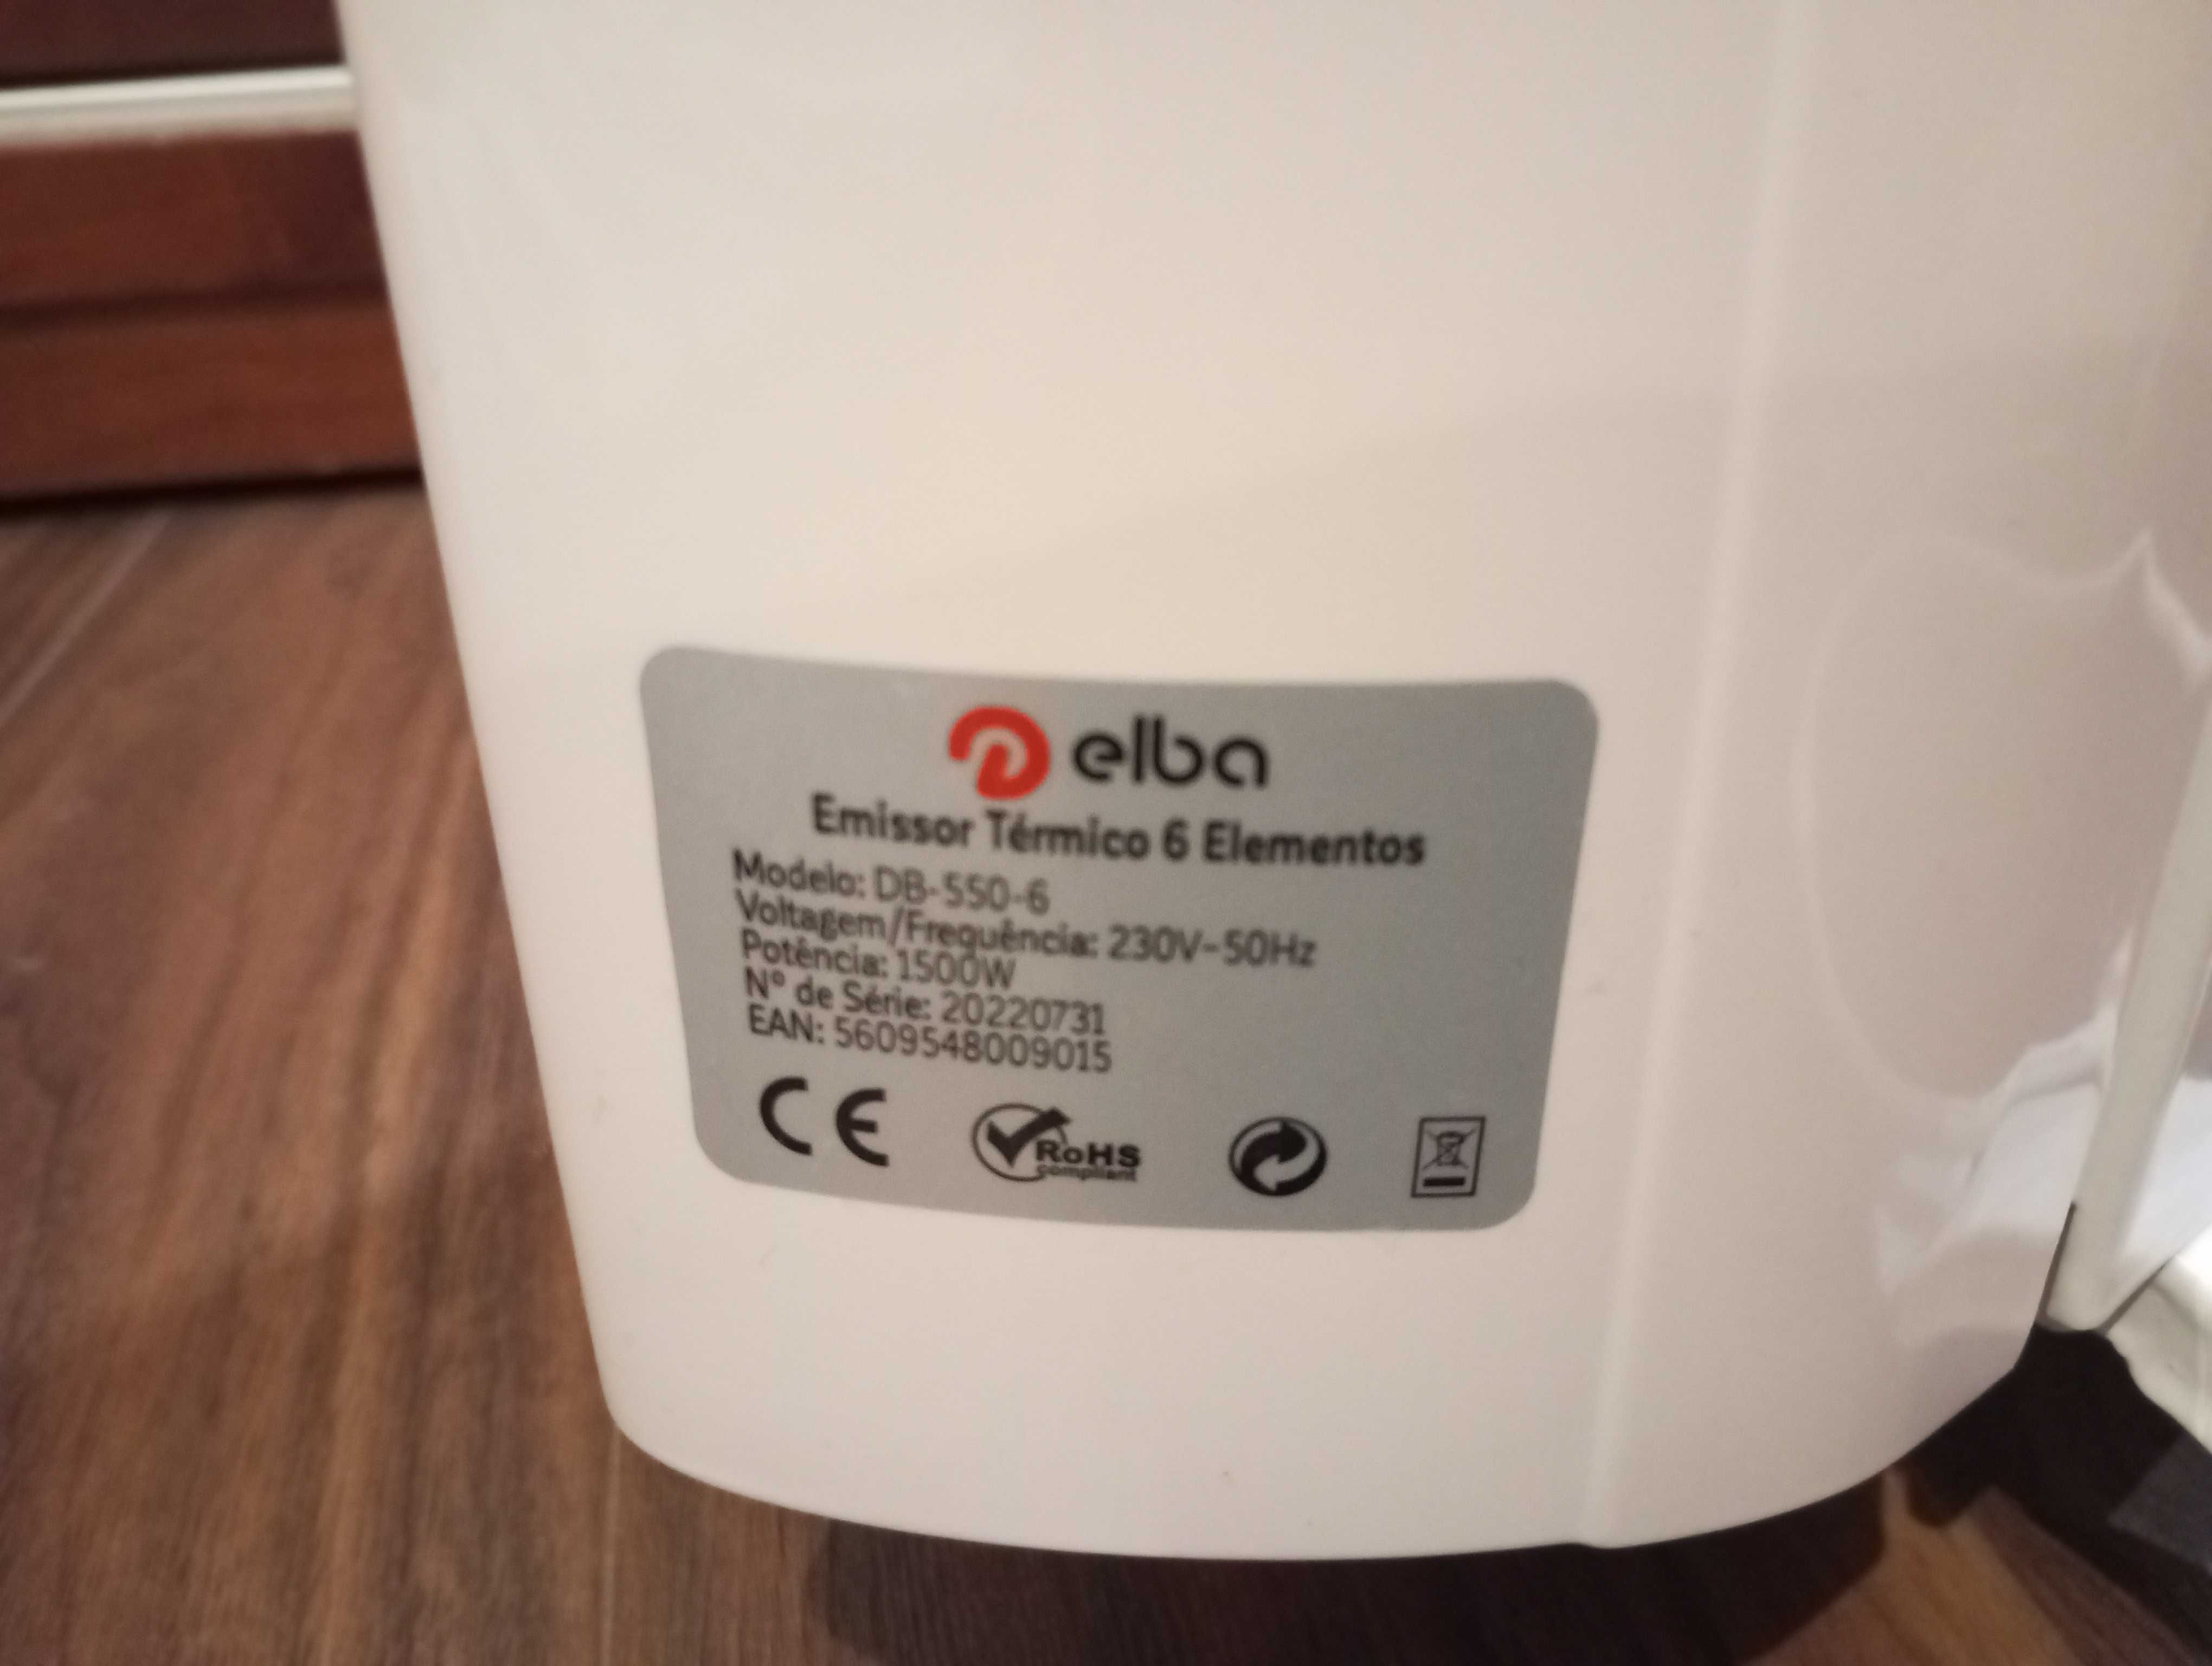 elba
Emissor Térmico 6 Elementos
Modelo: DB-550-6
Voltagem/Frequência: 230V~50Hz
Potência: 1500W
Nº de Série: 20220731
EAN: 5609548009015
CE
RoHS
compliant